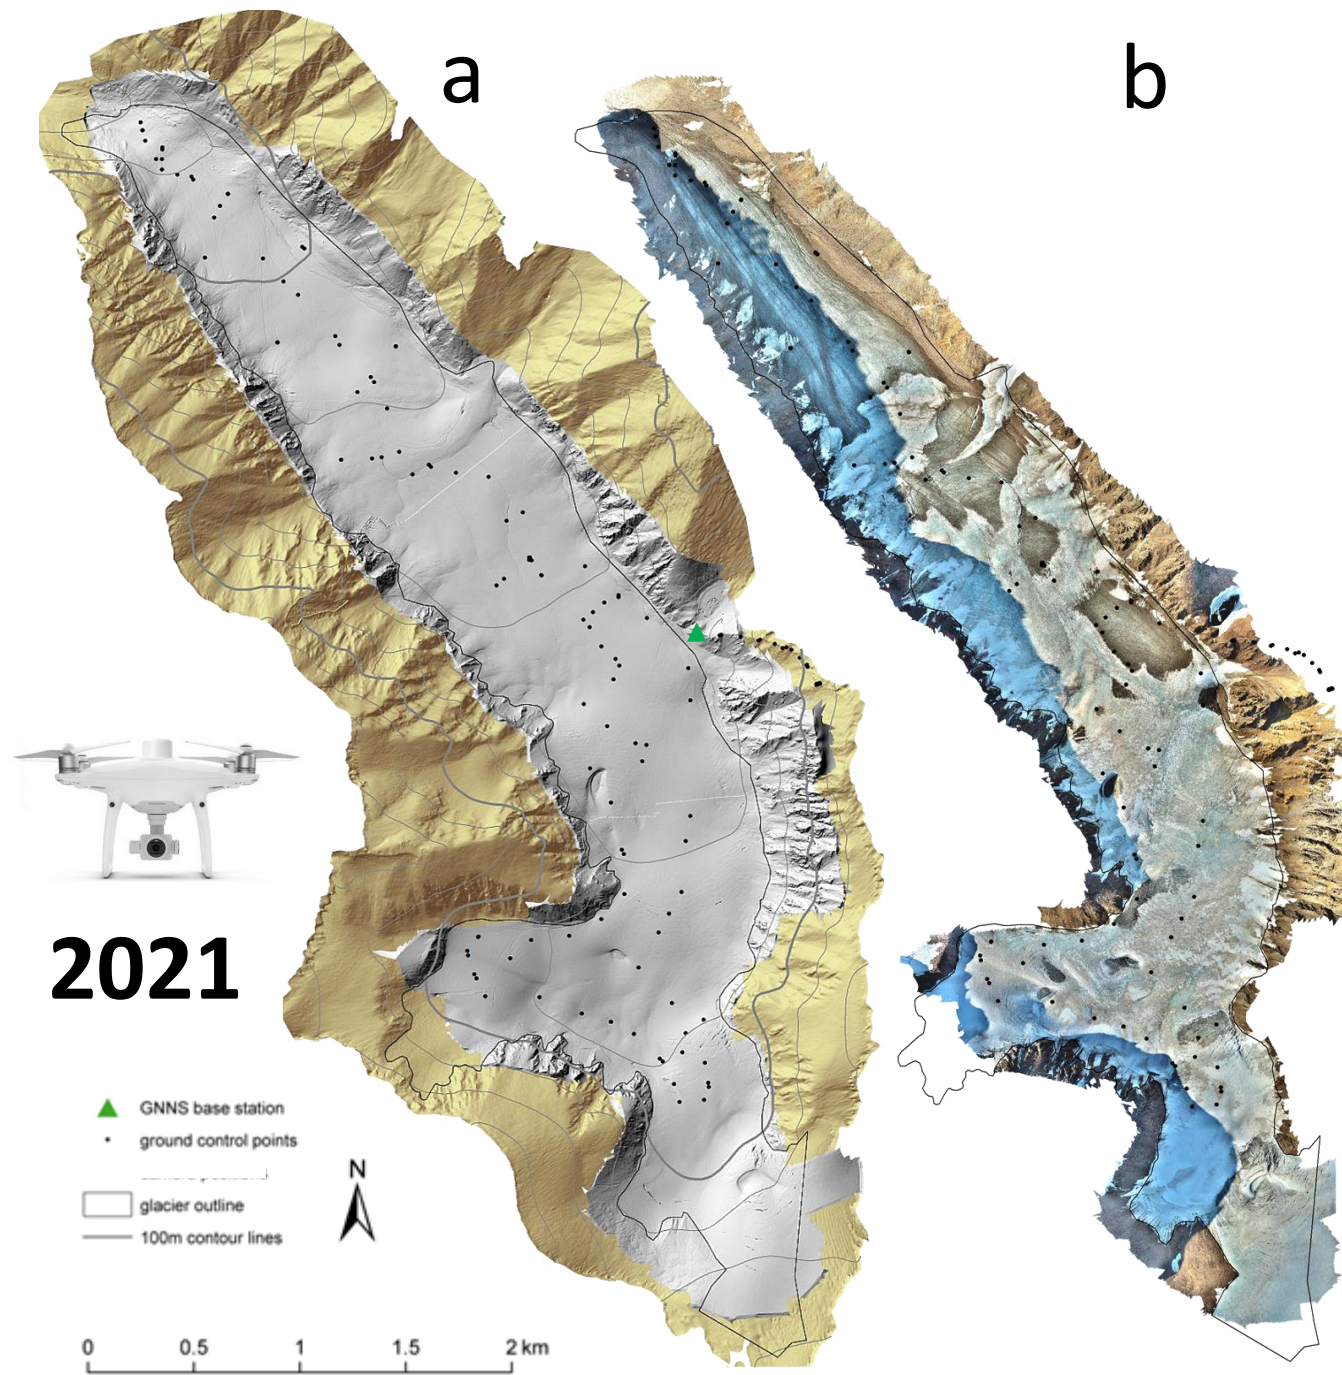 a
b
2021
GNNS base station
ground control points
N
glacier outline
100m contour lines
0 0.5 1 1.5 2 km